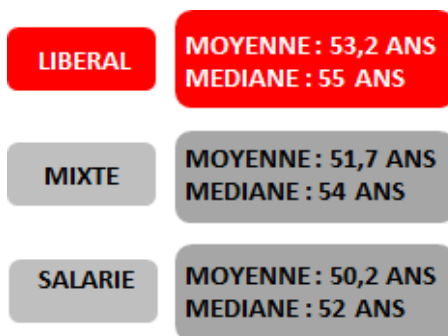 LIBERAL
MOYENNE : 53,2 ANS
MEDIANE : 55 ANS
MIXTE
MOYENNE : 51,7 ANS
MEDIANE : 54 ANS
SALARIE
MOYENNE : 50,2 ANS
MEDIANE : 52 ANS